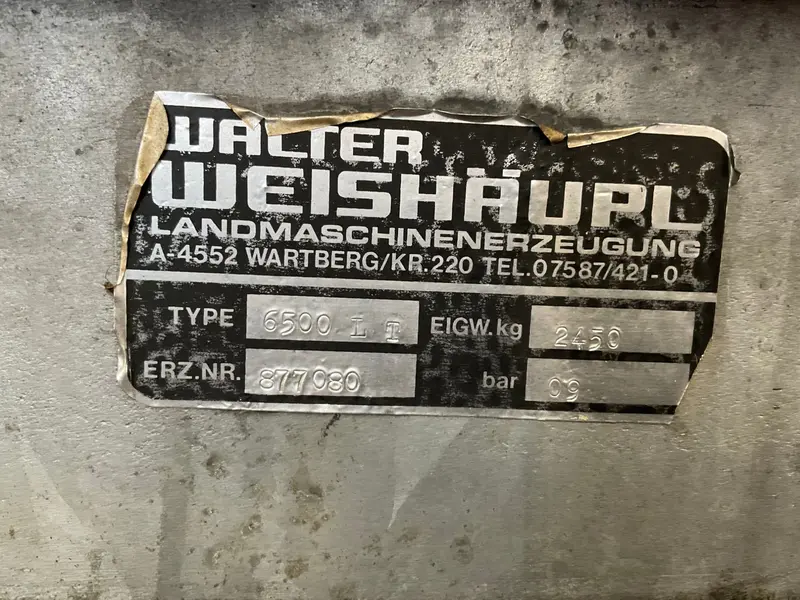 WALTER
WEISHÄUPL
LANDMASCHINENERZEUGUNG
A-4552 WARTBERG/KR.220 TEL.07587/421-0
TYPE 6500 L T EIGW.kg 2450
ERZ.NR. 877080 bar 09